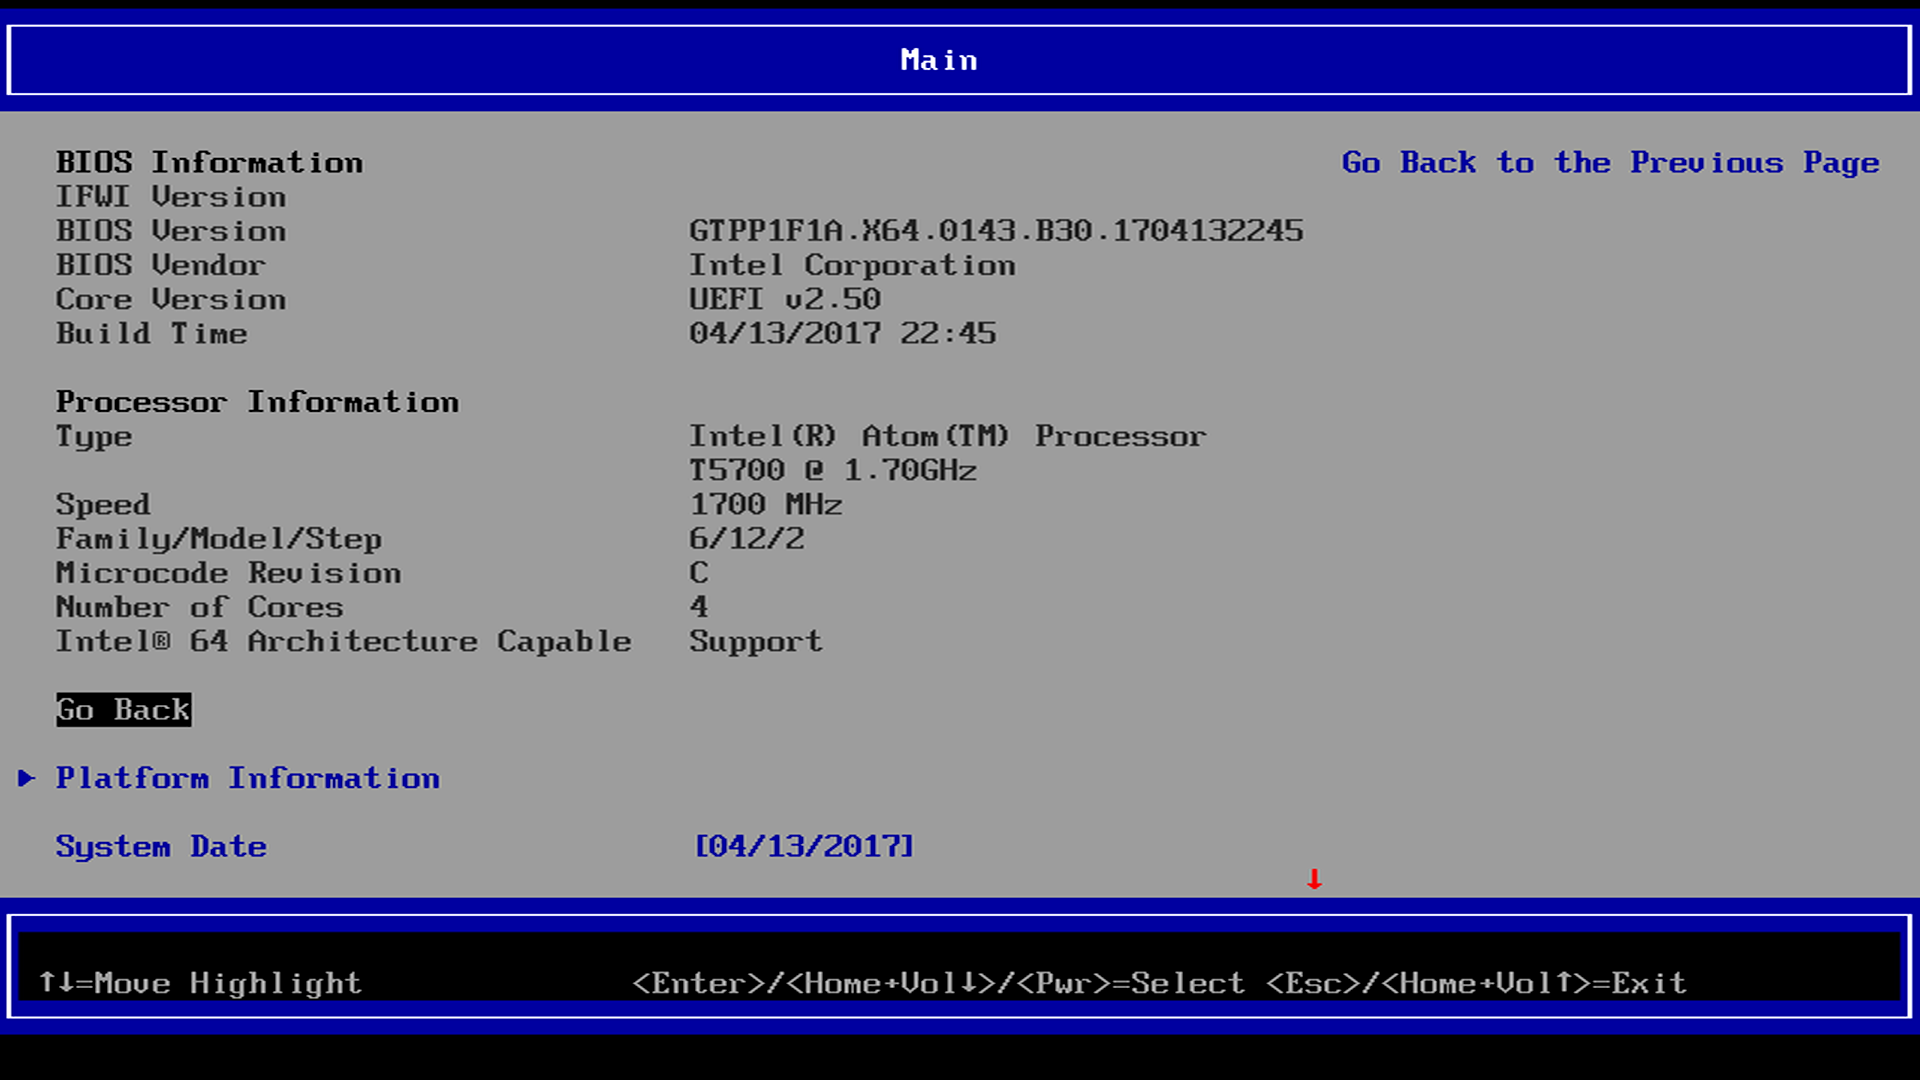 Main
BIOS Information
Go Back to the Previous Page
IFWI Version
BIOS Version GTPP1F1A.X64.0143.B30.1704132245
BIOS Vendor Intel Corporation
Core Version UEFI v2.50
Build Time 04/13/2017 22:45
Processor Information
Type Intel(R) Atom(TM) Processor
T5700 @ 1.70GHz
Speed 1700 MHz
Family/Model/Step 6/12/2
Microcode Revision C
Number of Cores 4
Intel® 64 Architecture Capable Support
Go Back
Platform Information
System Date [04/13/2017]
↑↓=Move Highlight <Enter>/<Home+Vol↓>/<Pwr>=Select <Esc>/<Home+Vol↑>=Exit